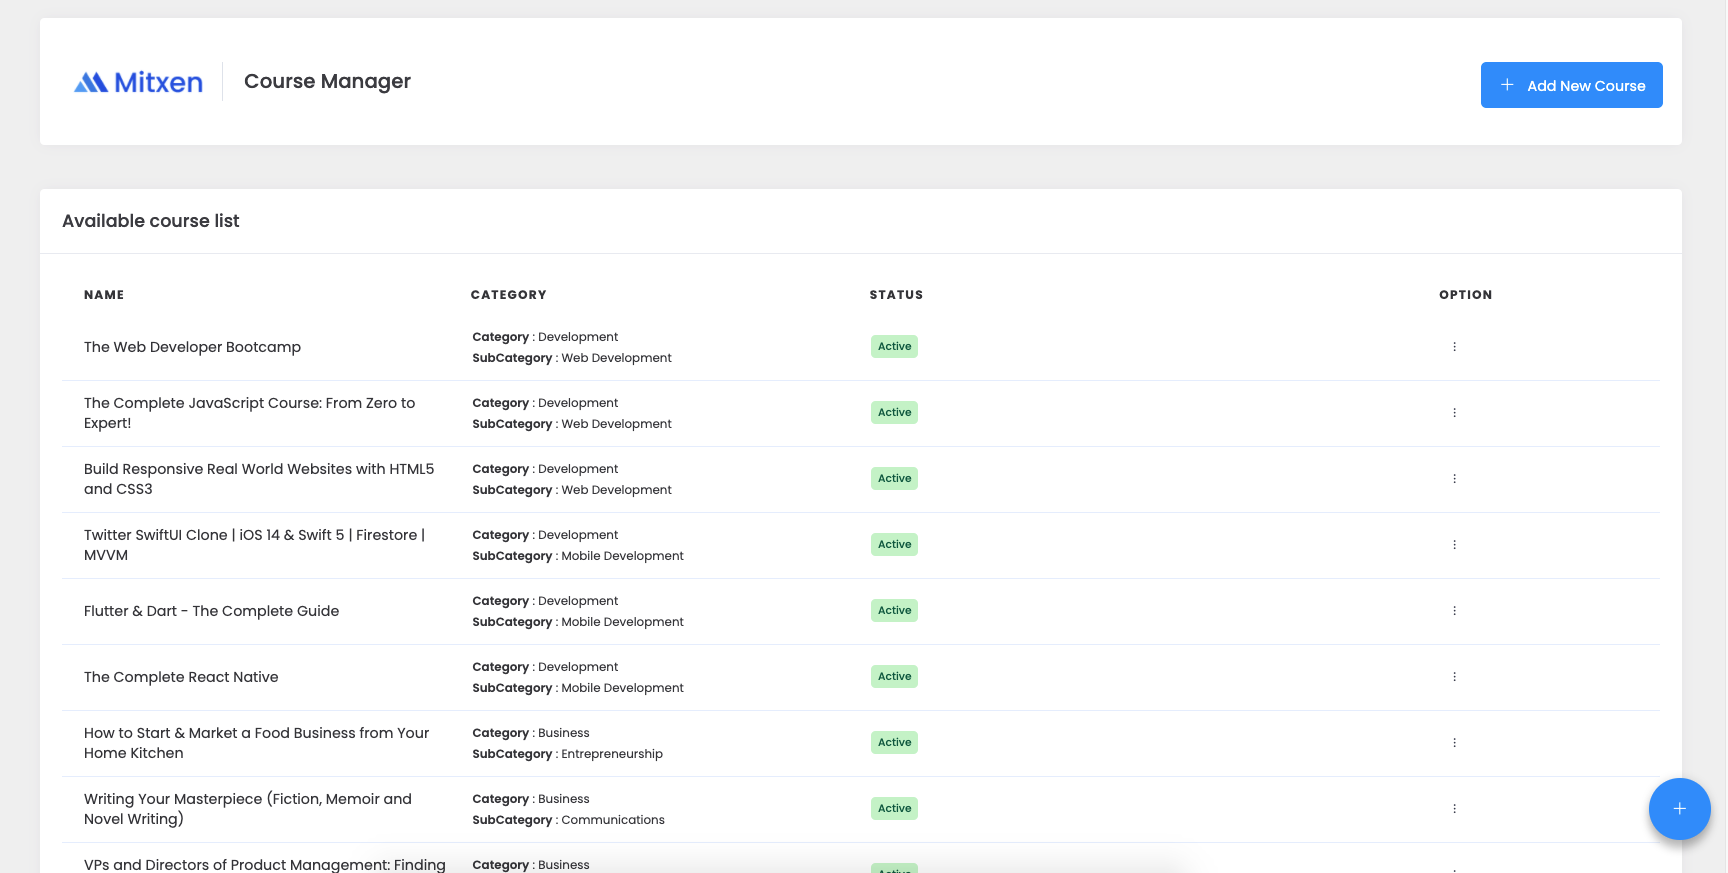 Mitxen
Course Manager
Add New Course
Available course list
NAME CATEGORY STATUS OPTION
The Web Developer Bootcamp
Category : Development
SubCategory : Web Development
Active
The Complete JavaScript Course: From Zero to
Expert!
Category : Development
SubCategory : Web Development
Active
Build Responsive Real World Websites with HTML5
and CSS3
Category : Development
SubCategory : Web Development
Active
Twitter SwiftUI Clone | iOS 14 & Swift 5 | Firestore |
MVVM
Category : Development
SubCategory : Mobile Development
Active
Flutter & Dart - The Complete Guide
Category : Development
SubCategory : Mobile Development
Active
The Complete React Native
Category : Development
SubCategory : Mobile Development
Active
How to Start & Market a Food Business from Your
Home Kitchen
Category : Business
SubCategory : Entrepreneurship
Active
Writing Your Masterpiece (Fiction, Memoir and
Novel Writing)
Category : Business
SubCategory : Communications
Active
VPs and Directors of Product Management: Finding
Category : Business
Active